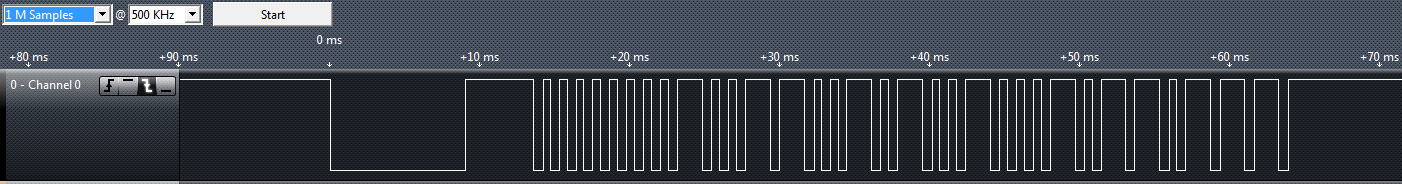 1 M Samples @ 500 KHz Start
0 ms
+80 ms +90 ms +10 ms +20 ms +30 ms +40 ms +50 ms +60 ms +70 ms
0 - Channel 0